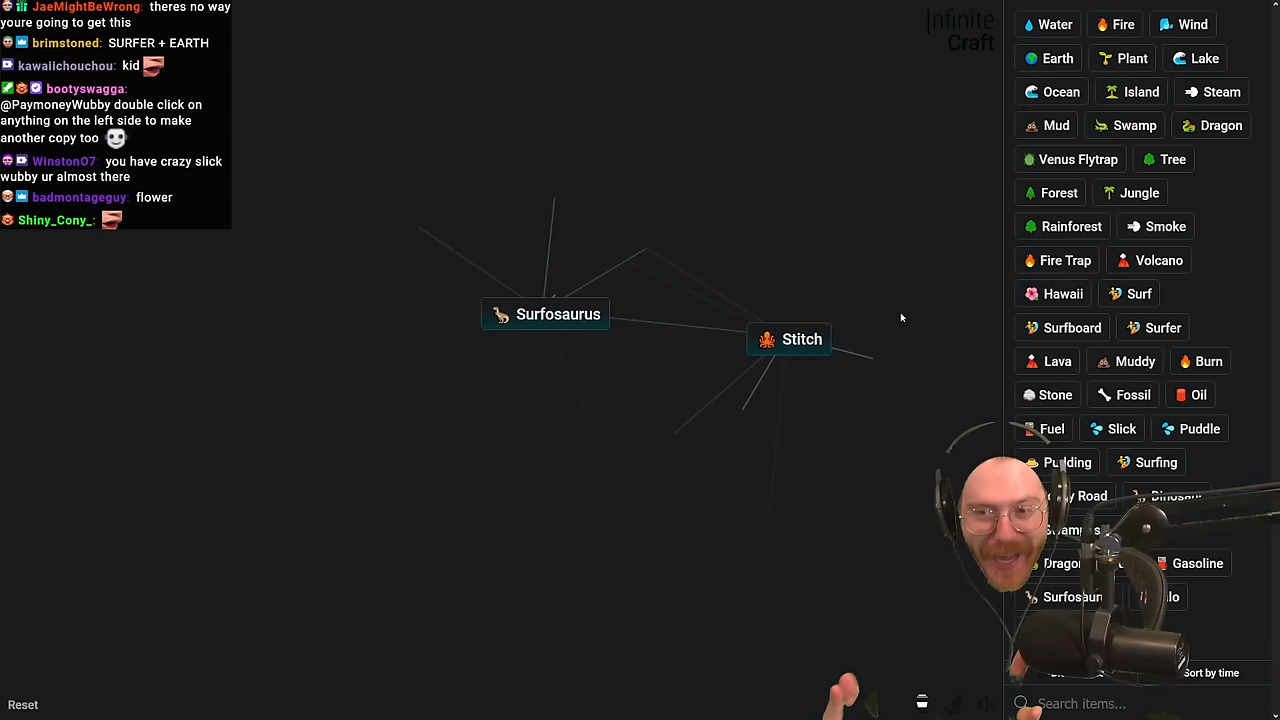 JaeMightBeWrong: theres no way
youre going to get this
brimstoned: SURFER + EARTH
kawaiichouchou: kid
bootyswagga:
@PaymoneyWubby double click on
anything on the left side to make
another copy too
WinstonO7: you have crazy slick
wubby ur almost there
badmontageguy: flower
Shiny_Cony_:
Infinite
Craft
Surfosaurus
Stitch
Water Fire Wind
Earth Plant Lake
Ocean Island Steam
Mud Swamp Dragon
Venus Flytrap Tree
Forest Jungle
Rainforest Smoke
Fire Trap Volcano
Hawaii Surf
Surfboard Surfer
Lava Muddy Burn
Stone Fossil Oil
Fuel Slick Puddle
Pudding Surfing
Road
Gasoline
Sort by time
Search items...
Reset